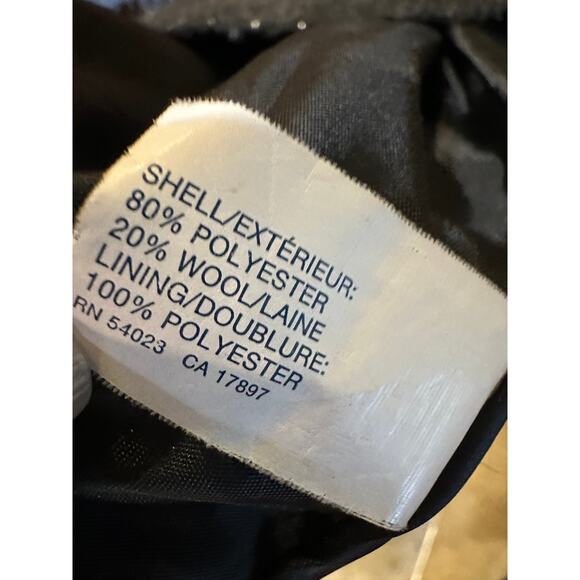 SHELL/EXTÉRIEUR:
80% POLYESTER
20% WOOL/LAINE
LINING/DOUBLURE:
100% POLYESTER
RN 54023 CA 17897